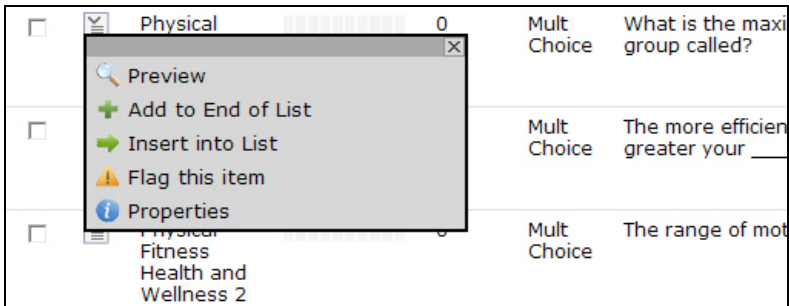 Physical 0 Mult What is the maxi
Choice group called?
Preview
Add to End of List
Insert into List
Mult The more efficien
Choice greater your ___
Flag this item
Properties
Physical 0 Mult The range of mot
Fitness Choice
Health and
Wellness 2